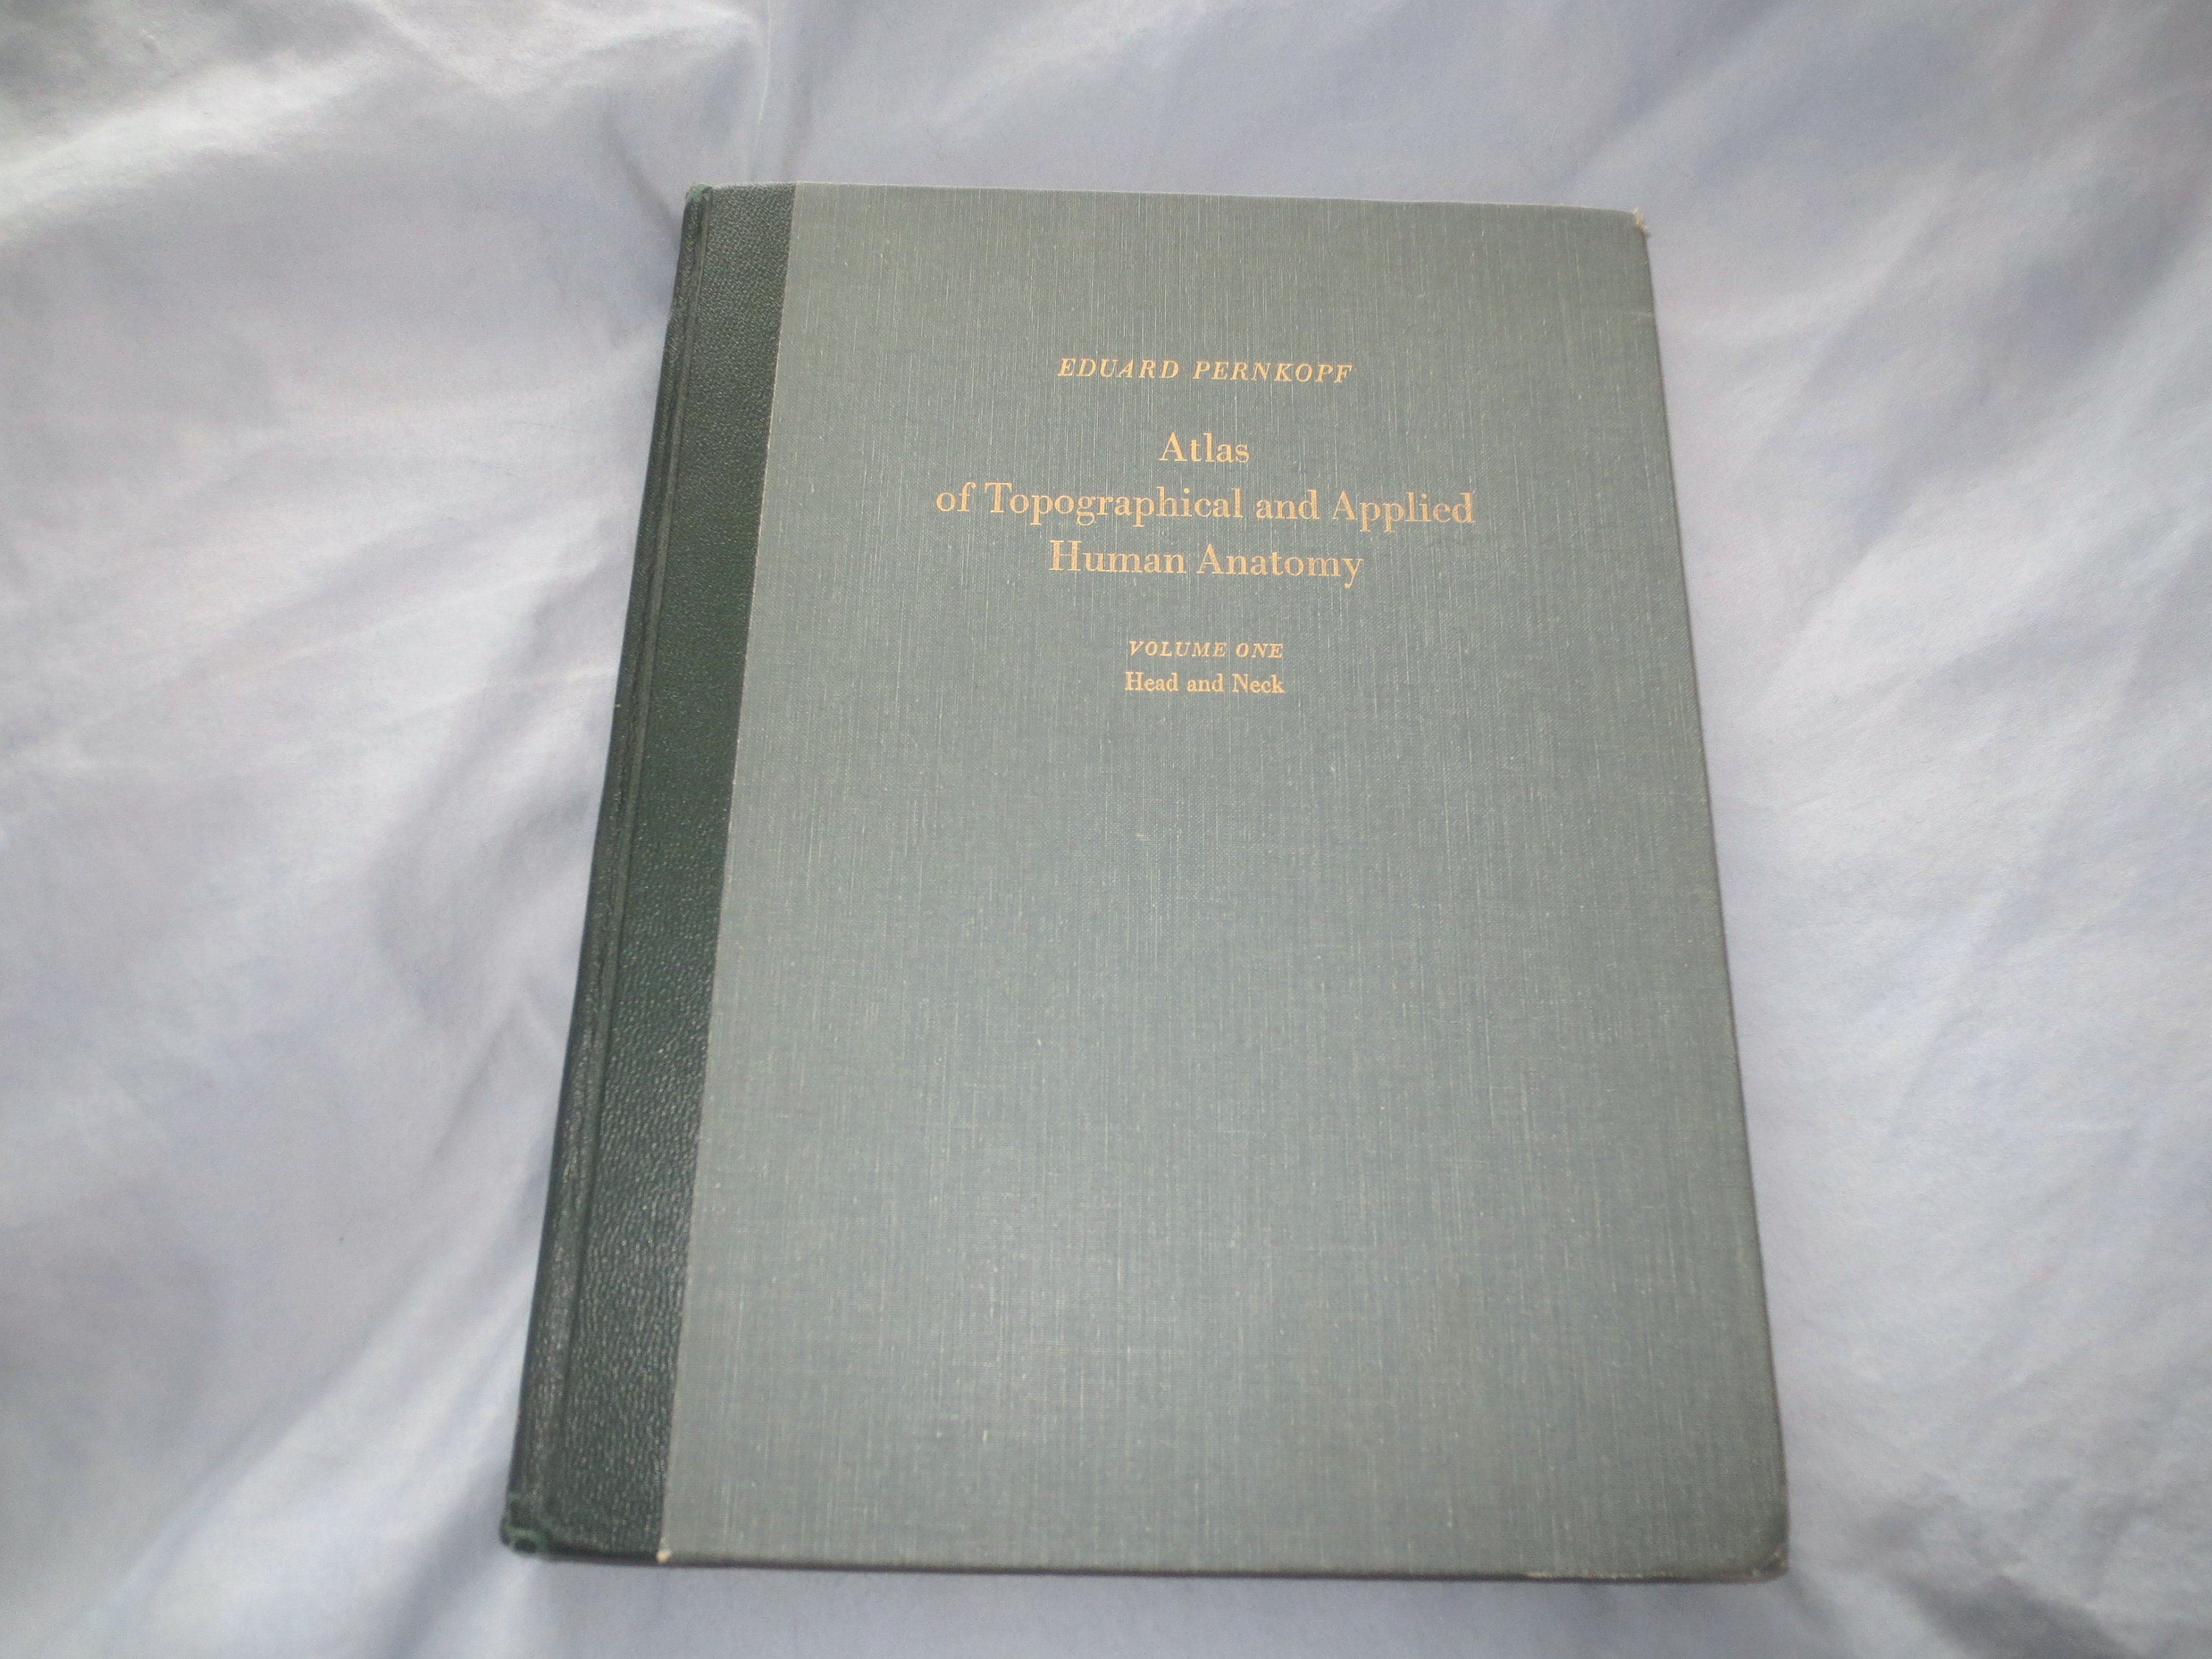 EDUARD PERNKOPF
Atlas
of Topographical and Applied
Human Anatomy
VOLUME ONE
Head and Neck